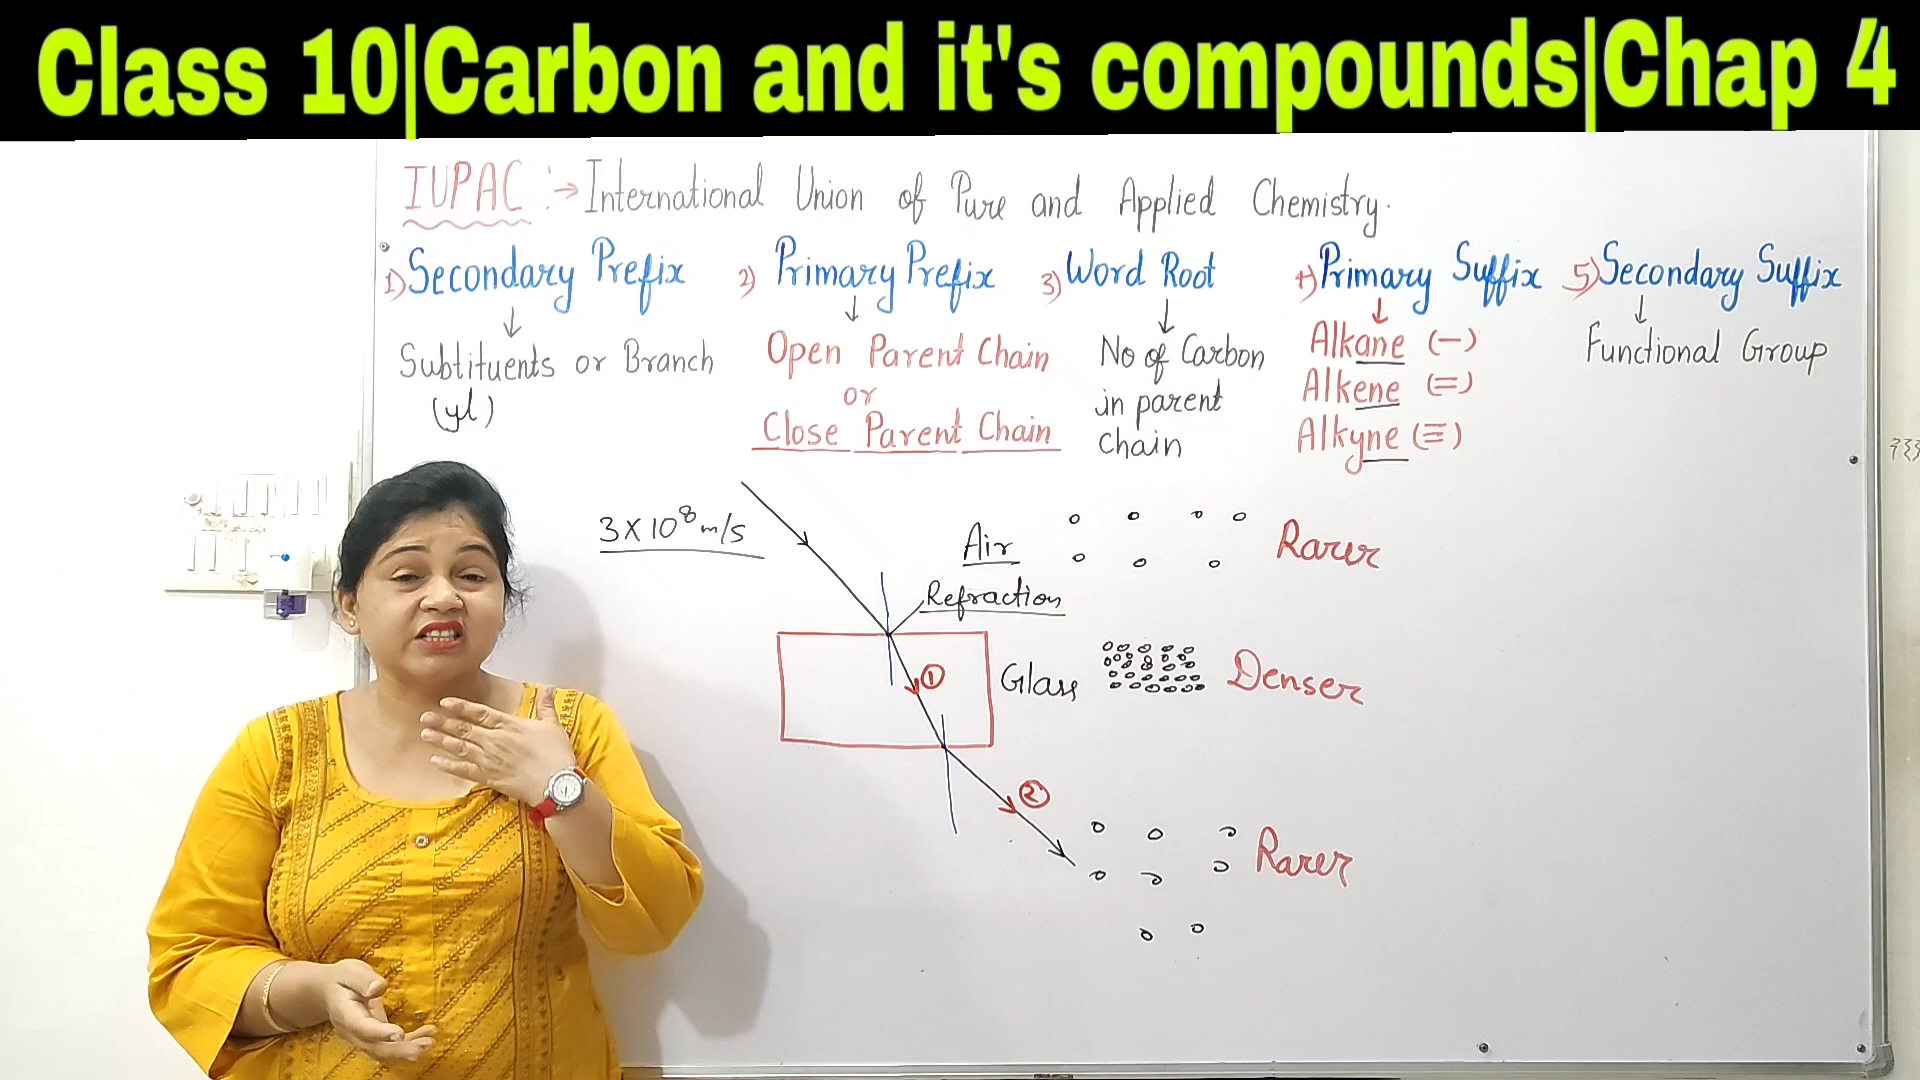 Class 10|Carbon and it's compounds|Chap 4
IUPAC :→ International Union of Pure and Applied Chemistry.
1) Secondary Prefix
↓
Subtituents or Branch
(yl)
2) Primary Prefix
↓
Open Parent Chain
or
Close Parent Chain
3) Word Root
↓
No of Carbon
in parent
chain
4) Primary Suffix
↓
Alkane (−)
Alkene (=)
Alkyne (≡)
5) Secondary Suffix
↓
Functional Group
3 X 10⁸ m/s
Air
Rarer
Refraction
①
Glass
Denser
②
Rarer